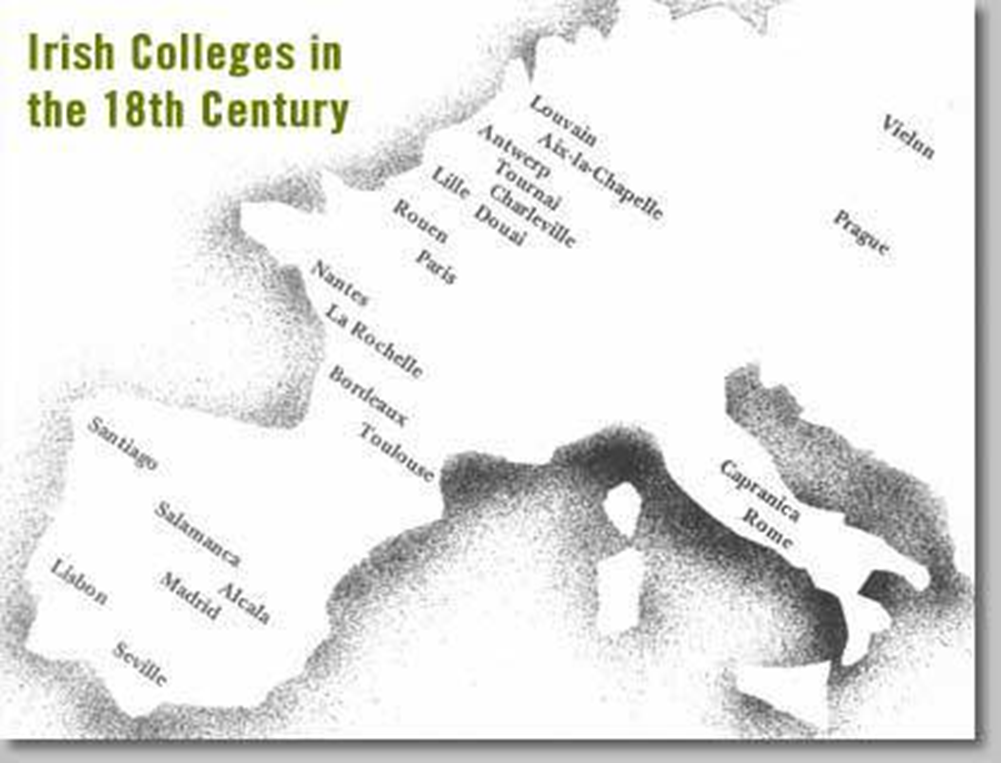 Irish Colleges in
the 18th Century
Louvain
Aix-la-Chapelle
Antwerp
Tournai
Charleville
Lille
Douai
Rouen
Paris
Nantes
La Rochelle
Bordeaux
Toulouse
Vielnn
Prague
Santiago
Salamanca
Alcala
Madrid
Lisbon
Seville
Capranica
Rome